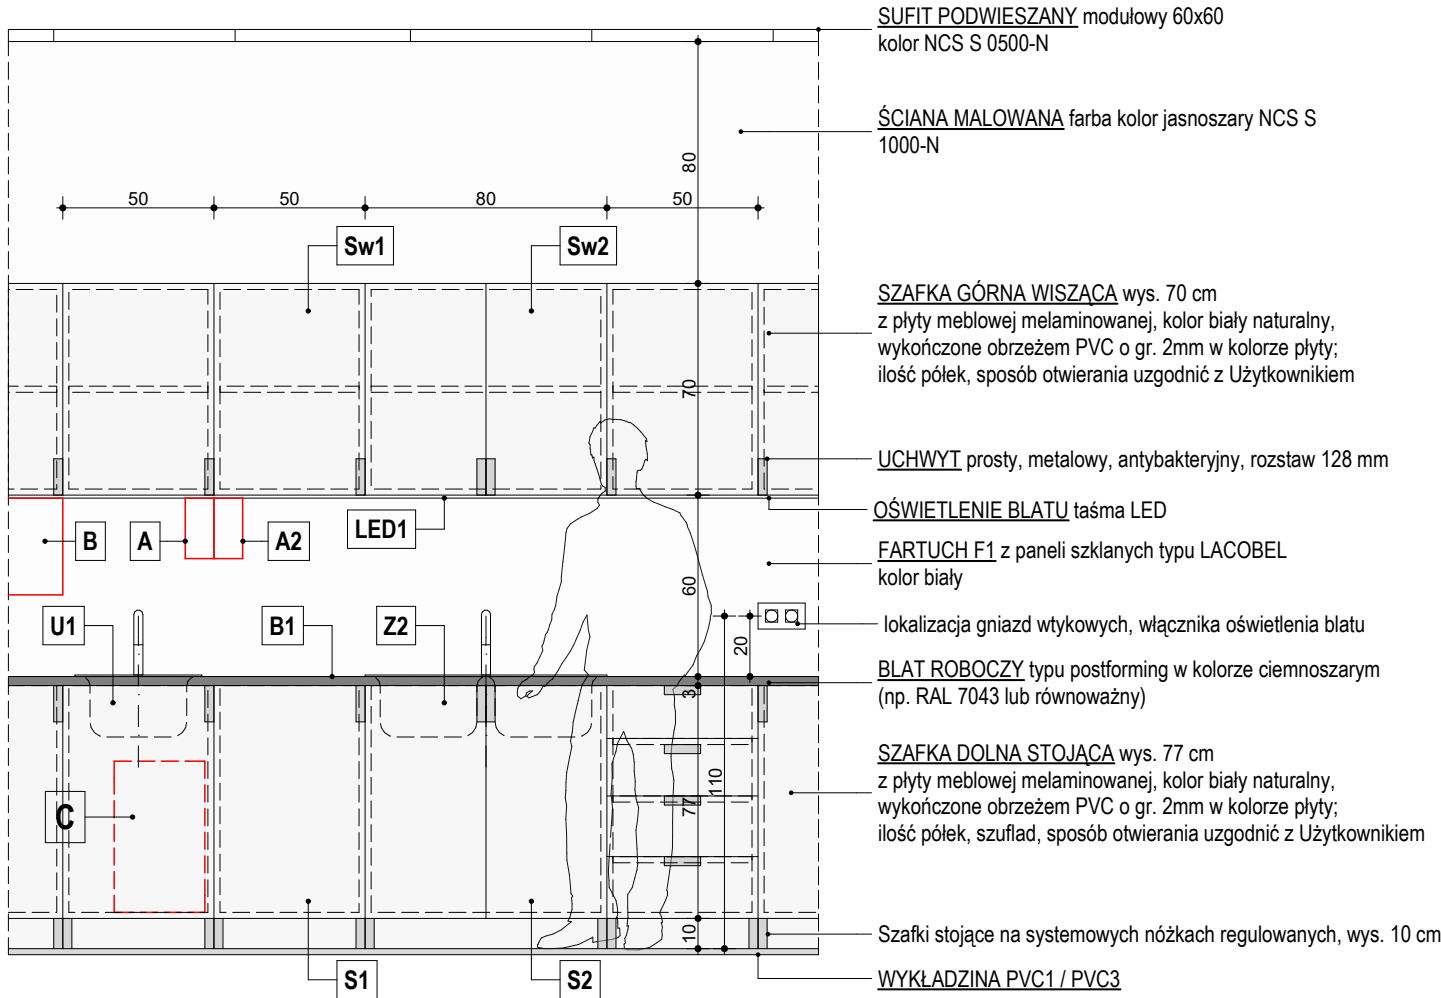 SUFIT PODWIESZANY modułowy 60x60
kolor NCS S 0500-N
ŚCIANA MALOWANA farba kolor jasnoszary NCS S
1000-N
80
50
50
80
50
Sw1
Sw2
SZAFKA GÓRNA WISZĄCA wys. 70 cm
z płyty meblowej melaminowanej, kolor biały naturalny,
wykończone obrzeżem PVC o gr. 2mm w kolorze płyty;
ilość półek, sposób otwierania uzgodnić z Użytkownikiem
70
UCHWYT prosty, metalowy, antybakteryjny, rozstaw 128 mm
OŚWIETLENIE BLATU taśma LED
B
A
A2
LED1
FARTUCH F1 z paneli szklanych typu LACOBEL
kolor biały
60
U1
B1
Z2
20
lokalizacja gniazd wtykowych, włącznika oświetlenia blatu
BLAT ROBOCZY typu postforming w kolorze ciemnoszarym
(np. RAL 7043 lub równoważny)
3
SZAFKA DOLNA STOJĄCA wys. 77 cm
z płyty meblowej melaminowanej, kolor biały naturalny,
wykończone obrzeżem PVC o gr. 2mm w kolorze płyty;
ilość półek, szuflad, sposób otwierania uzgodnić z Użytkownikiem
110
77
C
10
Szafki stojące na systemowych nóżkach regulowanych, wys. 10 cm
S1
S2
WYKŁADZINA PVC1 / PVC3